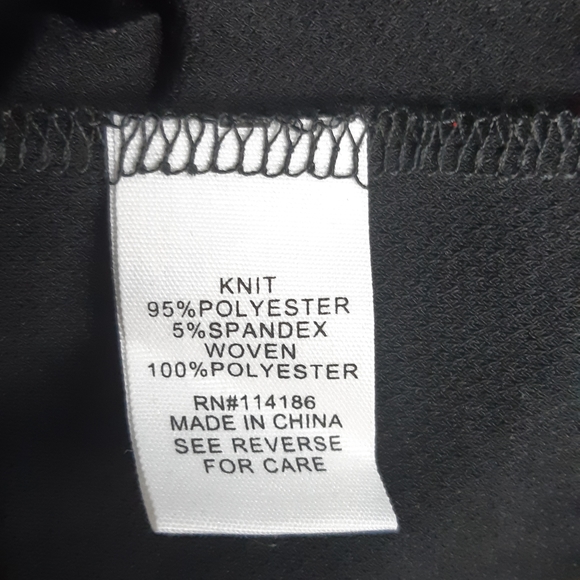 KNIT
95%POLYESTER
5%SPANDEX
WOVEN
100%POLYESTER
RN#114186
MADE IN CHINA
SEE REVERSE
FOR CARE